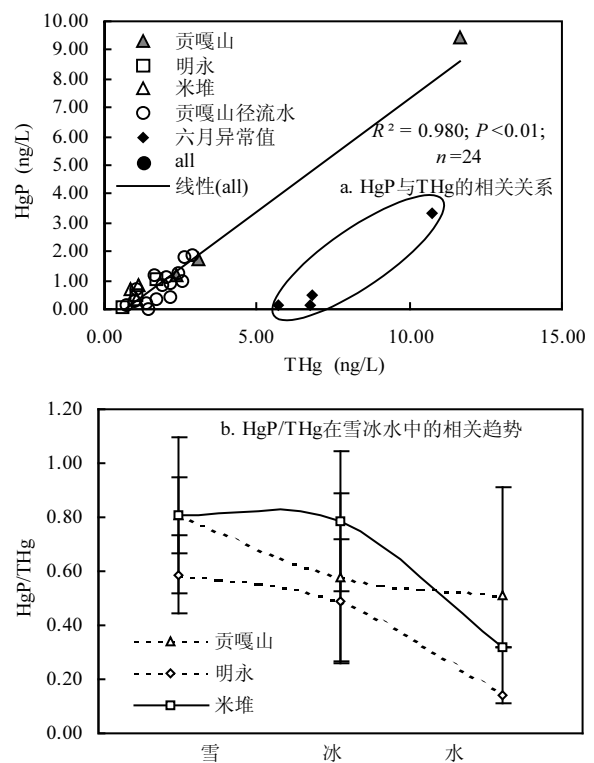 10.00
9.00
8.00
7.00
6.00
5.00
4.00
3.00
2.00
1.00
0.00
HgP (ng/L)
贡嘎山
明永
米堆
贡嘎山径流水
六月异常值
all
线性(all)
R² = 0.980; P<0.01;
n=24
a. HgP与THg的相关关系
0.00 5.00 10.00 15.00
THg (ng/L)
1.20
1.00
0.80
0.60
0.40
0.20
0.00
HgP/THg
b. HgP/THg在雪冰水中的相关趋势
贡嘎山
明永
米堆
雪 冰 水